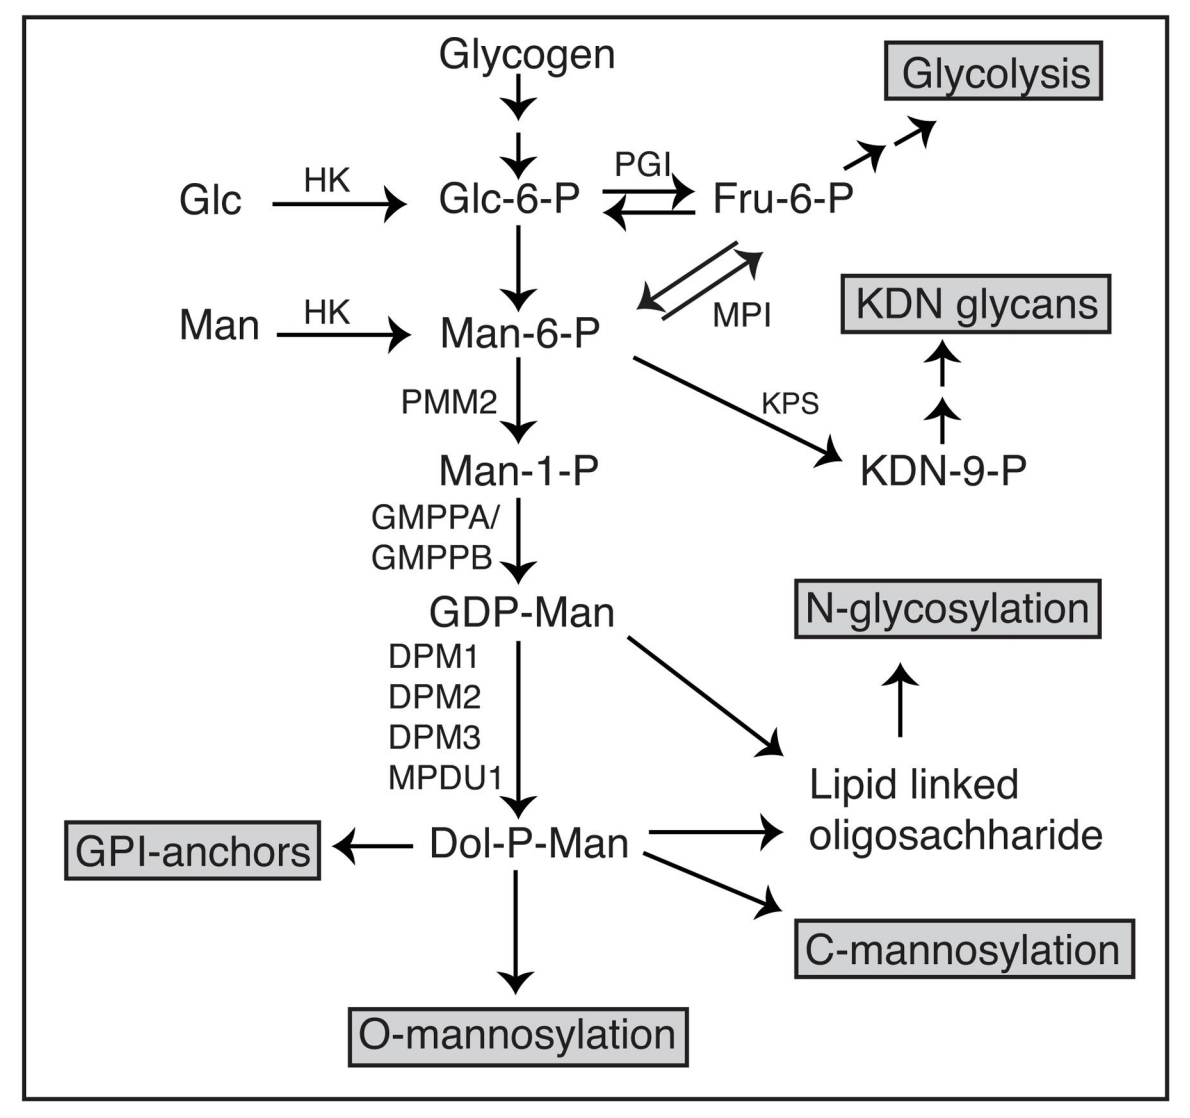 Glycogen
Glycolysis
PGI
HK
Glc
Glc-6-P
Fru-6-P
KDN glycans
HK
MPI
Man
Man-6-P
PMM2
KPS
Man-1-P
KDN-9-P
GMPPA/
GMPPB
GDP-Man
N-glycosylation
DPM1
DPM2
DPM3
MPDU1
Lipid linked
oligosachharide
GPI-anchors
Dol-P-Man
C-mannosylation
O-mannosylation